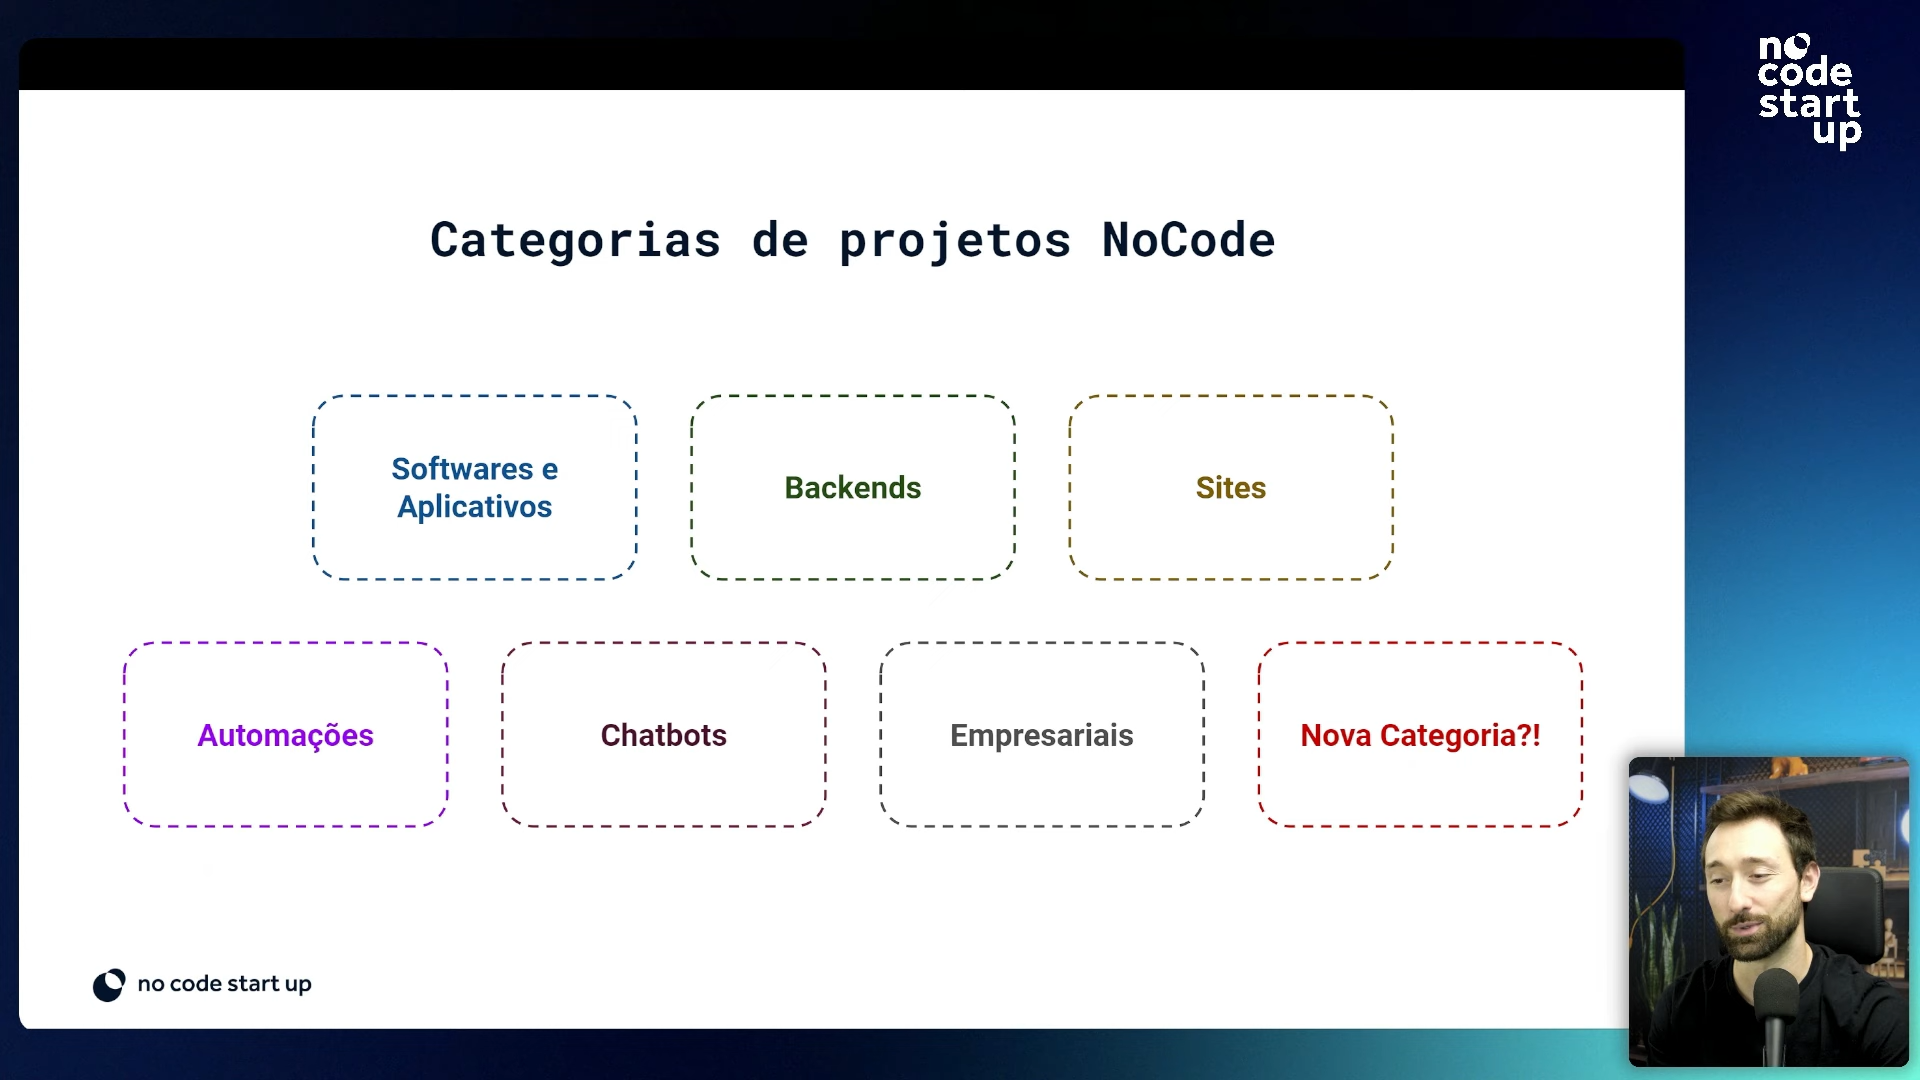 no
code
start
up
Categorias de projetos NoCode
Softwares e
Aplicativos
Backends
Sites
Automações
Chatbots
Empresariais
Nova Categoria?!
no code start up